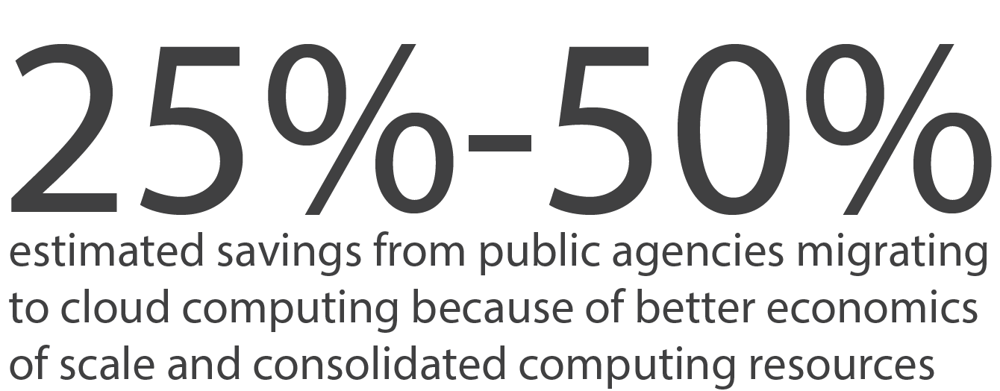 25%-50%
estimated savings from public agencies migrating
to cloud computing because of better economics
of scale and consolidated computing resources